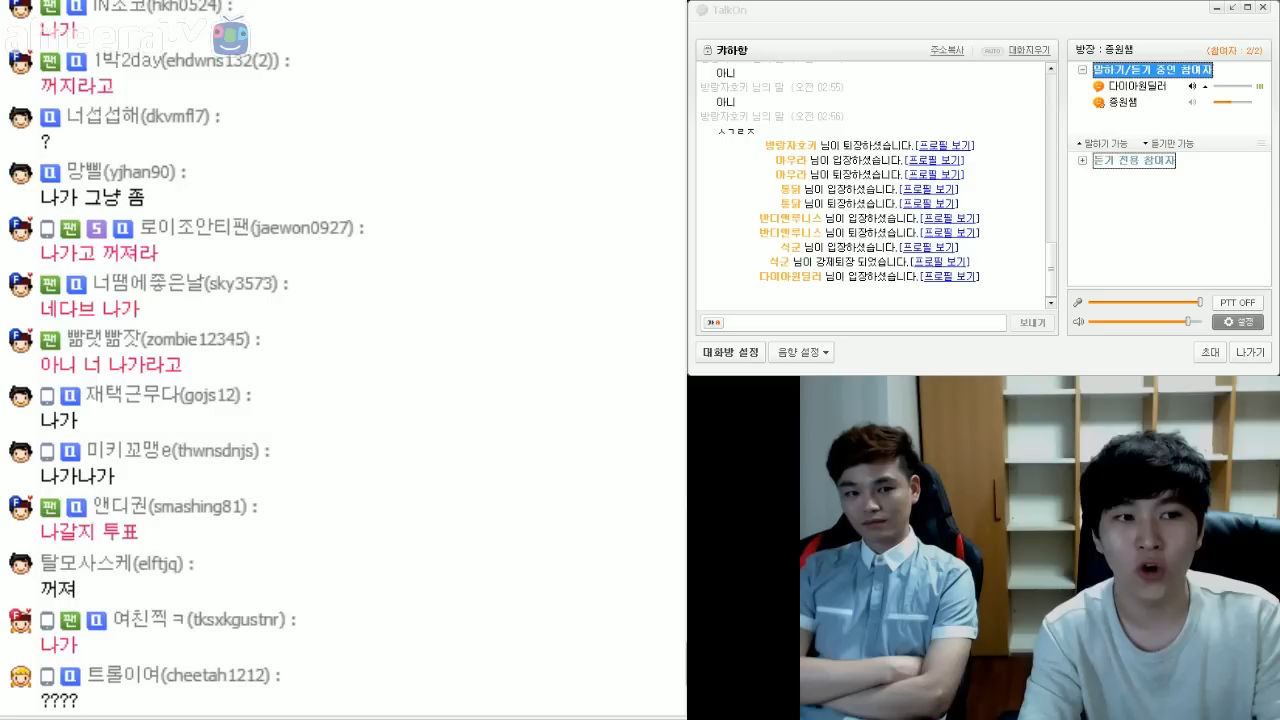 IN조코(hkh0524) :
나가
afreecaTV
1박2day(ehdwns132(2)) :
꺼지라고
너섭섭해(dkvmfl7) :
?
망삘(yjhan90) :
나가 그냥 좀
팬 S 로이조안티팬(jaewon0927) :
나가고 꺼져라
팬 너땜에좋은날(sky3573) :
네다브 나가
팬 빪랫빪잣(zombie12345) :
아니 너 나가라고
재택근무다(gojs12) :
나가
미키꼬맹e(thwnsdnjs) :
나가나가
팬 앤디권(smashing81) :
나갈지 투표
탈모사스케(elftjq) :
꺼져
팬 여친찍ㅋ(tksxkgustnr) :
나가
트롤이여(cheetah1212) :
????
TalkOn
캬하항
주소복사 AUTO 대화지우기
아니
방랑자호키 님의 말 (오전 02:55)
아니
방랑자호키 님의 말 (오전 02:56)
방랑자호키 님이 퇴장하셨습니다.[프로필 보기]
마우라 님이 입장하셨습니다.[프로필 보기]
마우라 님이 퇴장하셨습니다.[프로필 보기]
통닭 님이 입장하셨습니다.[프로필 보기]
통닭 님이 퇴장하셨습니다.[프로필 보기]
반디앤루니스 님이 입장하셨습니다.[프로필 보기]
반디앤루니스 님이 퇴장하셨습니다.[프로필 보기]
식군 님이 입장하셨습니다.[프로필 보기]
식군 님이 강제퇴장 되었습니다.[프로필 보기]
다이아원딜러 님이 입장하셨습니다.[프로필 보기]
보내기
대화방 설정 음향 설정
방장 : 종원쌤 (참여자 : 2/2)
말하기/듣기 중인 참여자
다이아원딜러
종원쌤
말하기 가능 듣기만 가능
듣기 전용 참여자
PTT OFF
설정
초대 나가기